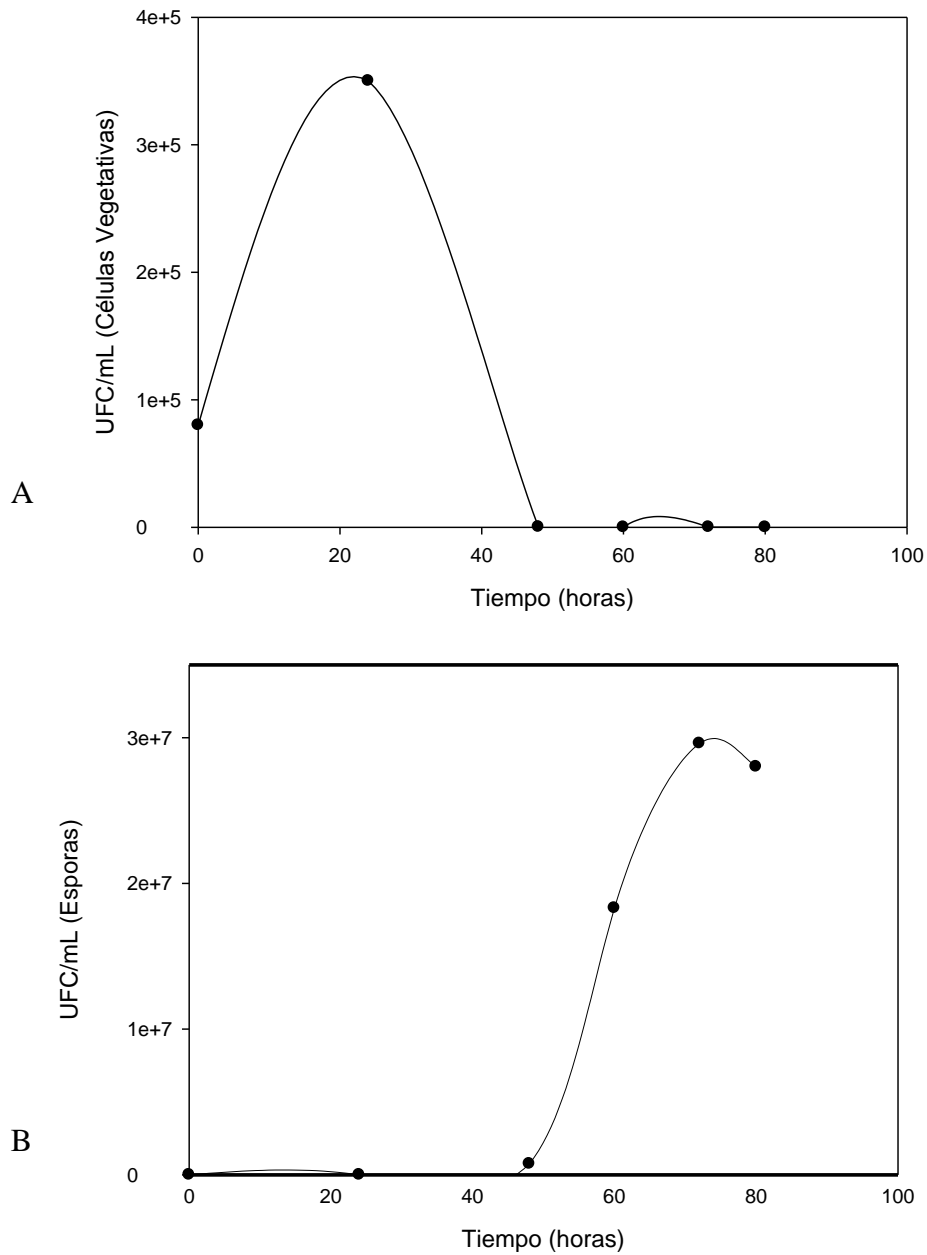 4e+5
3e+5
2e+5
1e+5
0
UFC/mL (Células Vegetativas)
A
0 20 40 60 80 100
Tiempo (horas)
3e+7
2e+7
1e+7
0
UFC/mL (Esporas)
B
0 20 40 60 80 100
Tiempo (horas)